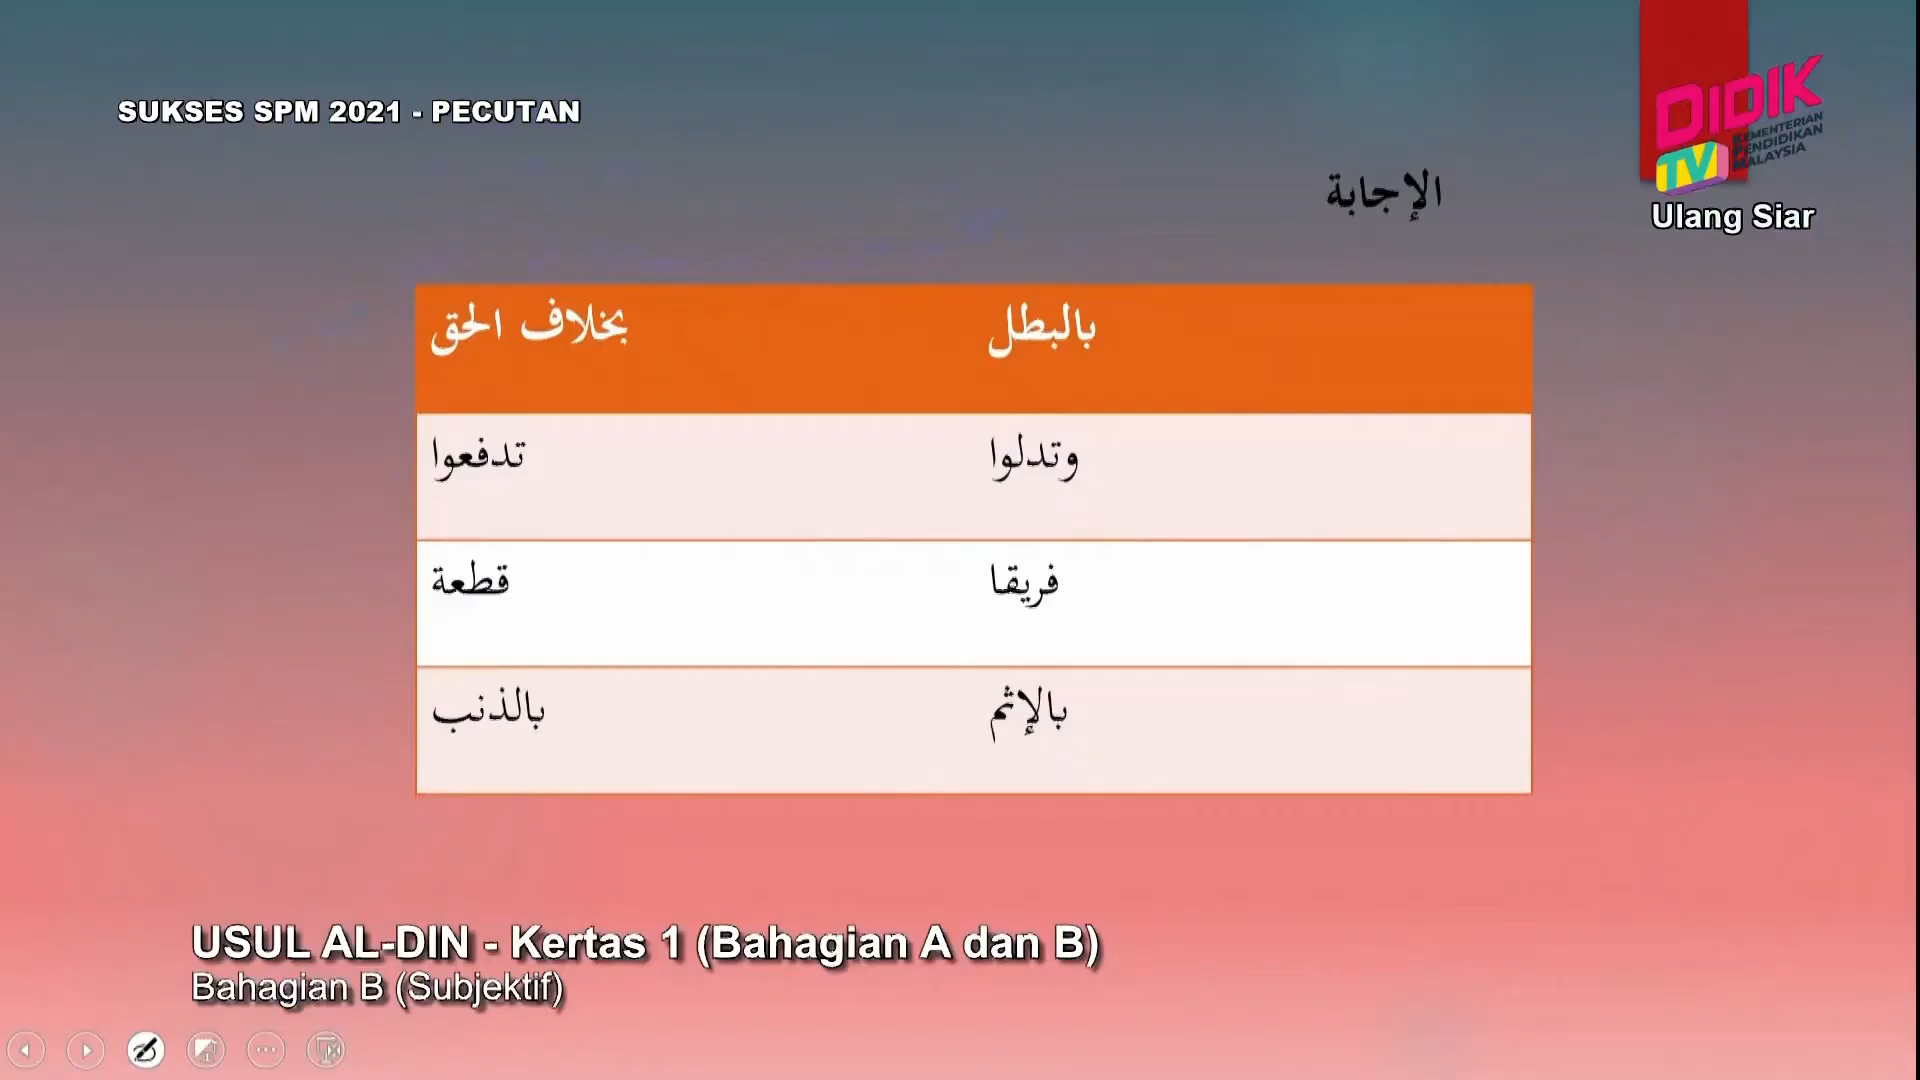 SUKSES SPM 2021 - PECUTAN
DIDIK
TV
KEMENTERIAN
PENDIDIKAN
MALAYSIA
Ulang Siar
الإجابة
بالبطل
بخلاف الحق
وتدلوا
تدفعوا
فريقا
قطعة
بالإثم
بالذنب
USUL AL-DIN - Kertas 1 (Bahagian A dan B)
Bahagian B (Subjektif)